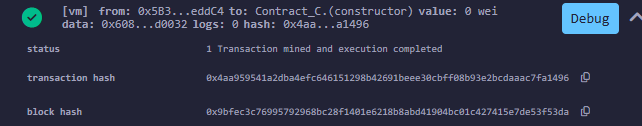 [vm] from: 0x5B3...eddC4 to: Contract_C.(constructor) value: 0 wei
data: 0x608...d0032 logs: 0 hash: 0x4aa...a1496
Debug
status 1 Transaction mined and execution completed
transaction hash 0x4aa959541a2dba4efc646151298b42691beee30cbff08b93e2bcdaaac7fa1496
block hash 0x9bfec3c76995792968bc28f1401e6218b8abd41904bc01c427415e7de53f53da